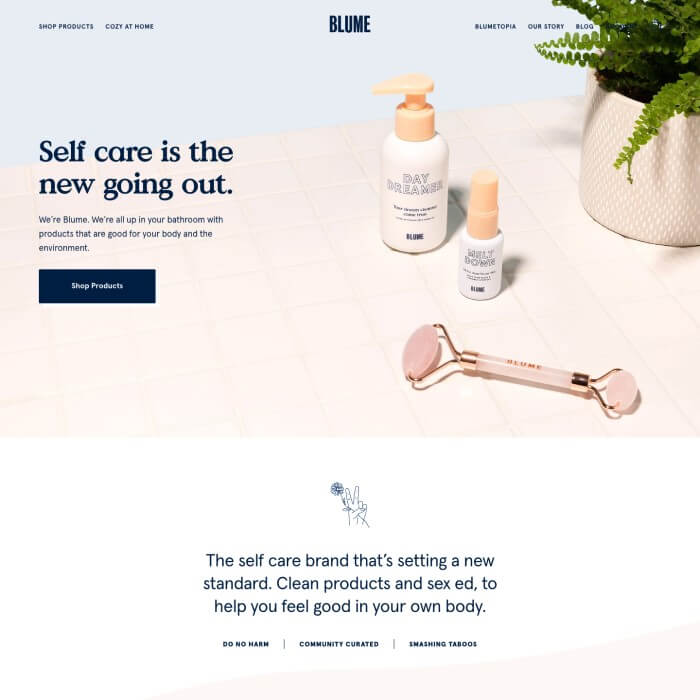 SHOP PRODUCTS
COZY AT HOME
BLUME
BLUMETOPIA
OUR STORY
BLOG
Self care is the
new going out.
We're Blume. We're all up in your bathroom with
products that are good for your body and the
environment.
Shop Products
DAY
DREAMER
BLUME
MELT
DOWN
BLUME
BLUME
The self care brand that's setting a new
standard. Clean products and sex ed, to
help you feel good in your own body.
DO NO HARM | COMMUNITY CURATED | SMASHING TABOOS